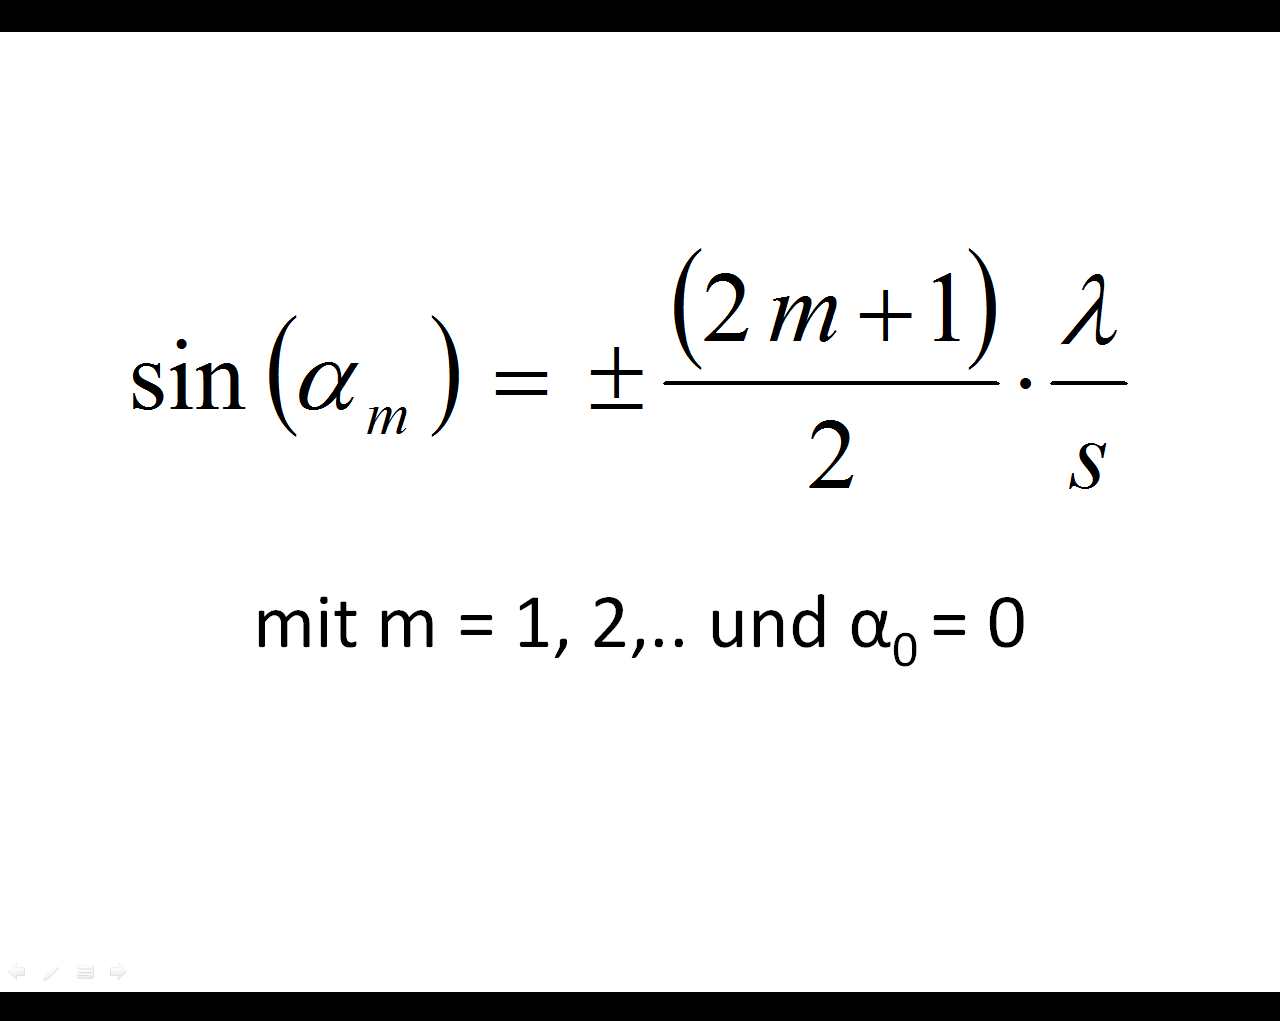 sin (α_m) = ± (2m+1)/2 · λ/s
mit m = 1, 2,.. und α₀ = 0